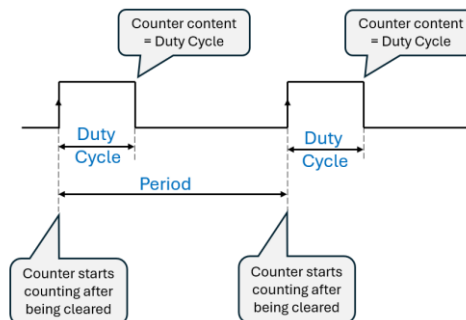 Counter content
= Duty Cycle
Counter content
= Duty Cycle
Duty
Cycle
Duty
Cycle
Period
Counter starts
counting after
being cleared
Counter starts
counting after
being cleared